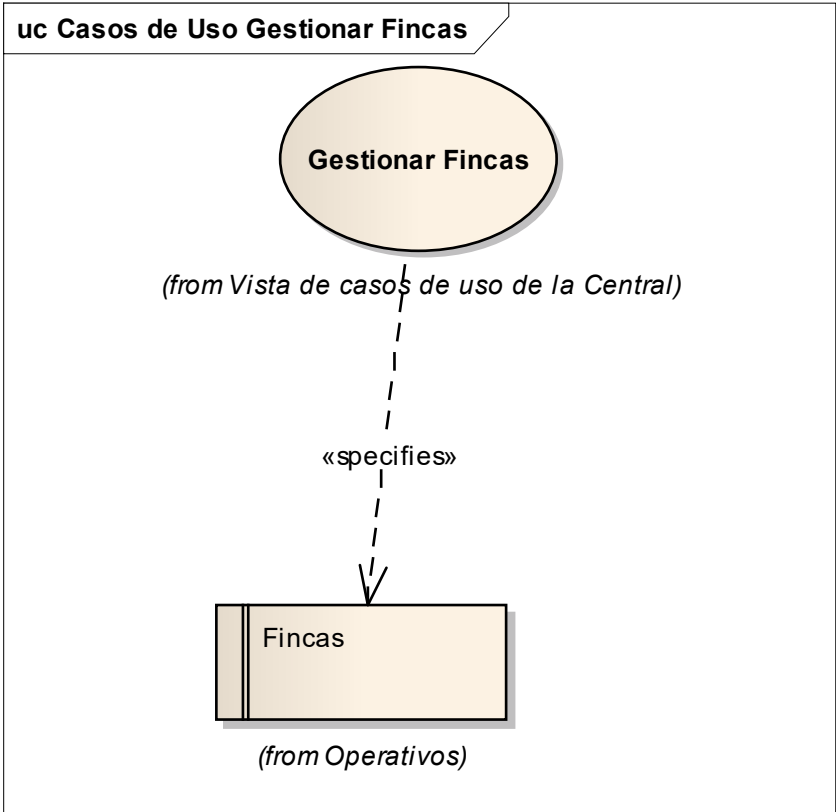 uc Casos de Uso Gestionar Fincas
Gestionar Fincas
(from Vista de casos de uso de la Central)
«specifies»
Fincas
(from Operativos)